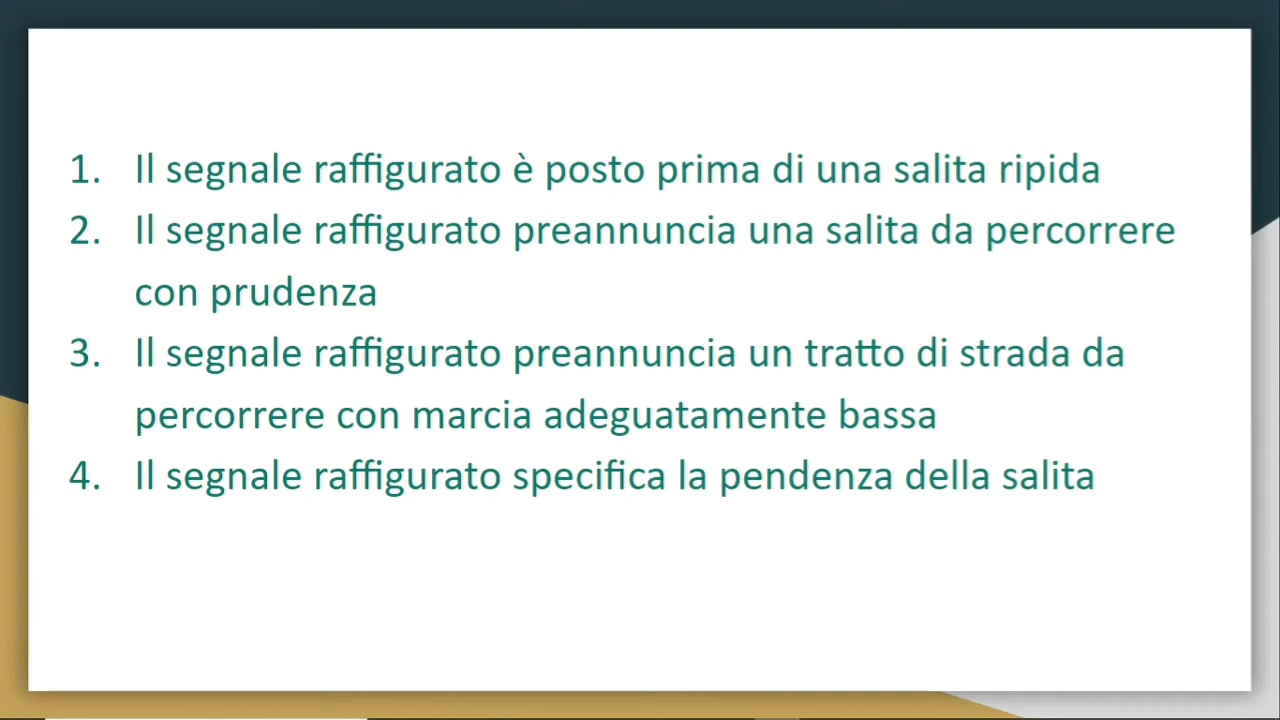 1. Il segnale raffigurato è posto prima di una salita ripida
2. Il segnale raffigurato preannuncia una salita da percorrere
con prudenza
3. Il segnale raffigurato preannuncia un tratto di strada da
percorrere con marcia adeguatamente bassa
4. Il segnale raffigurato specifica la pendenza della salita